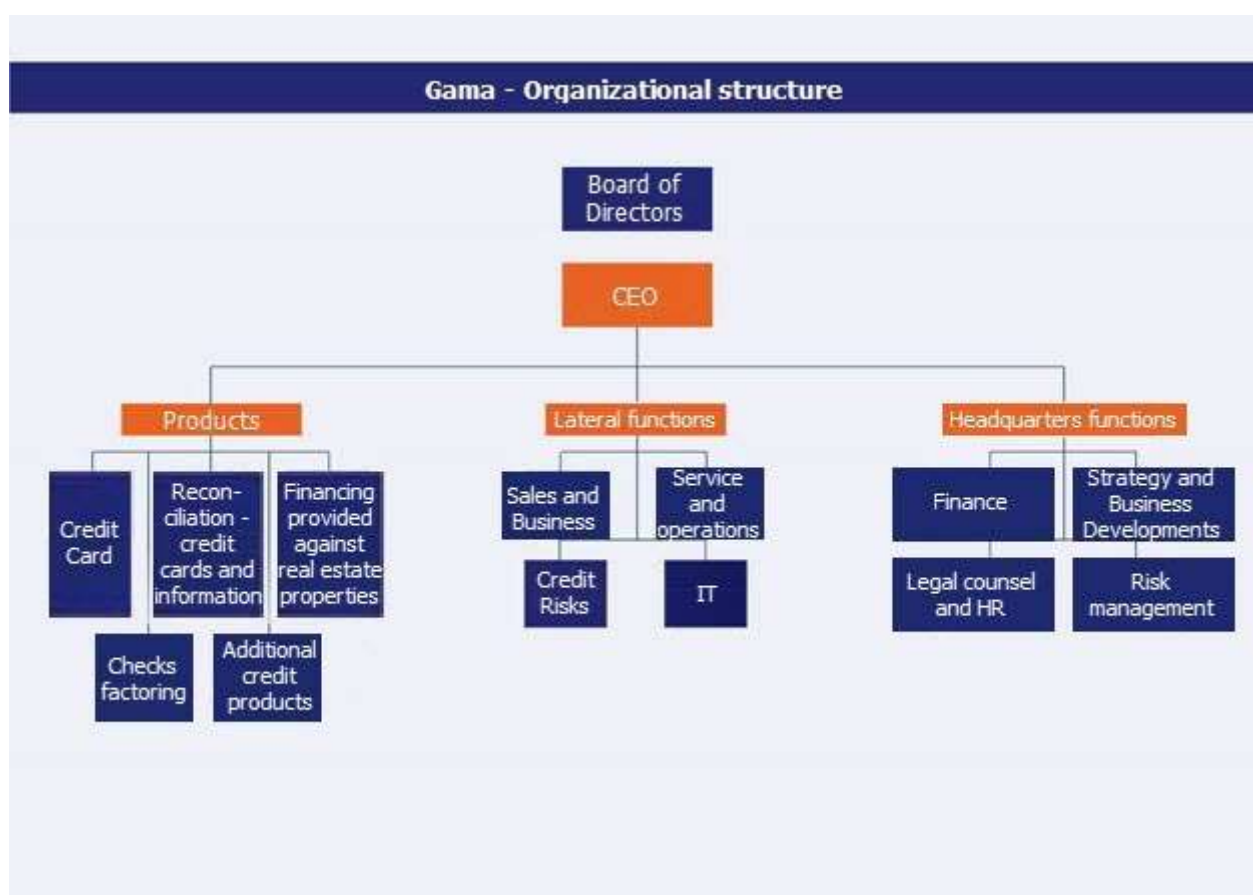 Gama - Organizational structure
Board of
Directors
CEO
Products
Lateral functions
Headquarters functions
Credit
Card
Recon-
ciliation -
credit
cards and
information
Financing
provided
against
real estate
properties
Checks
factoring
Additional
credit
products
Sales and
Business
Service
and
operations
Credit
Risks
IT
Finance
Strategy and
Business
Developments
Legal counsel
and HR
Risk
management